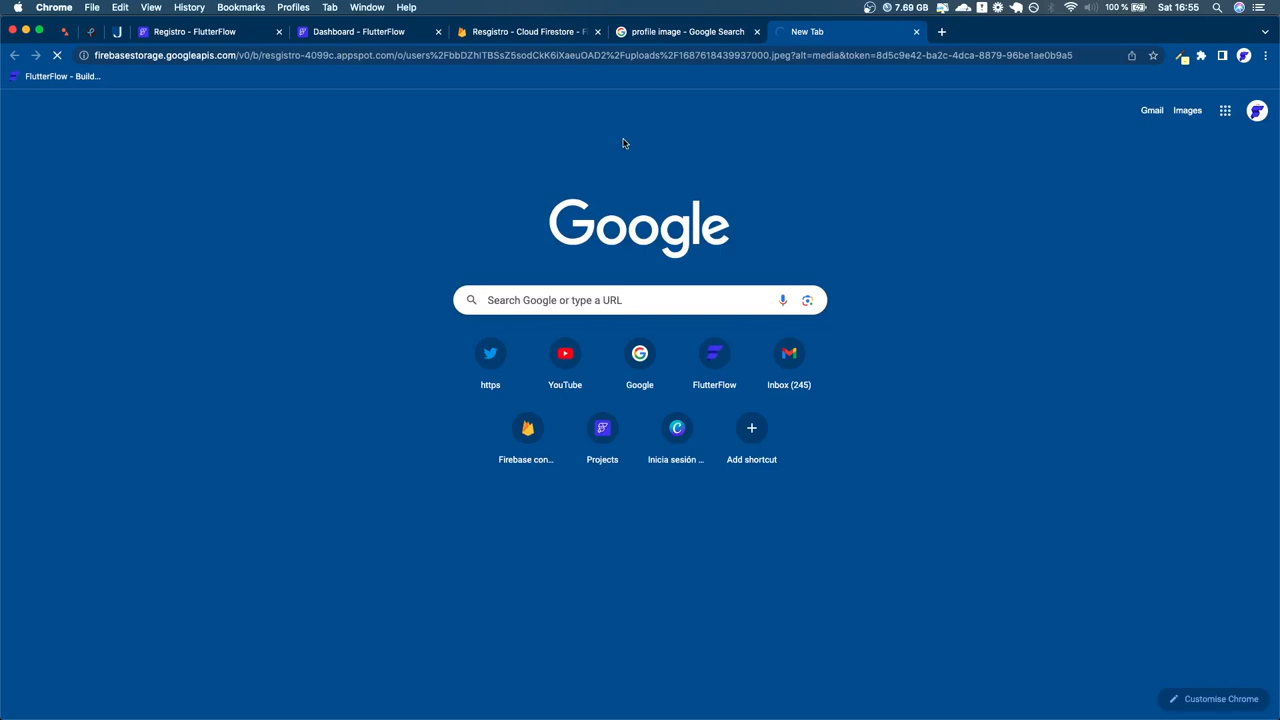 Chrome File Edit View History Bookmarks Profiles Tab Window Help 7.69 GB 100 % Sat 16:55
Registro - FlutterFlow Dashboard - FlutterFlow Resgistro - Cloud Firestore - Fi profile image - Google Search New Tab
firebasestorage.googleapis.com/v0/b/resgistro-4099c.appspot.com/o/users%2FbbDZhITBSsZ5sodCkK6iXaeuOAD2%2Fuploads%2F1687618439937000.jpeg?alt=media&token=8d5c9e42-ba2c-4dca-8879-96be1ae0b9a5
FlutterFlow - Build...
Gmail Images
Google
Search Google or type a URL
https YouTube Google FlutterFlow Inbox (245)
Firebase con... Projects Inicia sesión ... Add shortcut
Customise Chrome